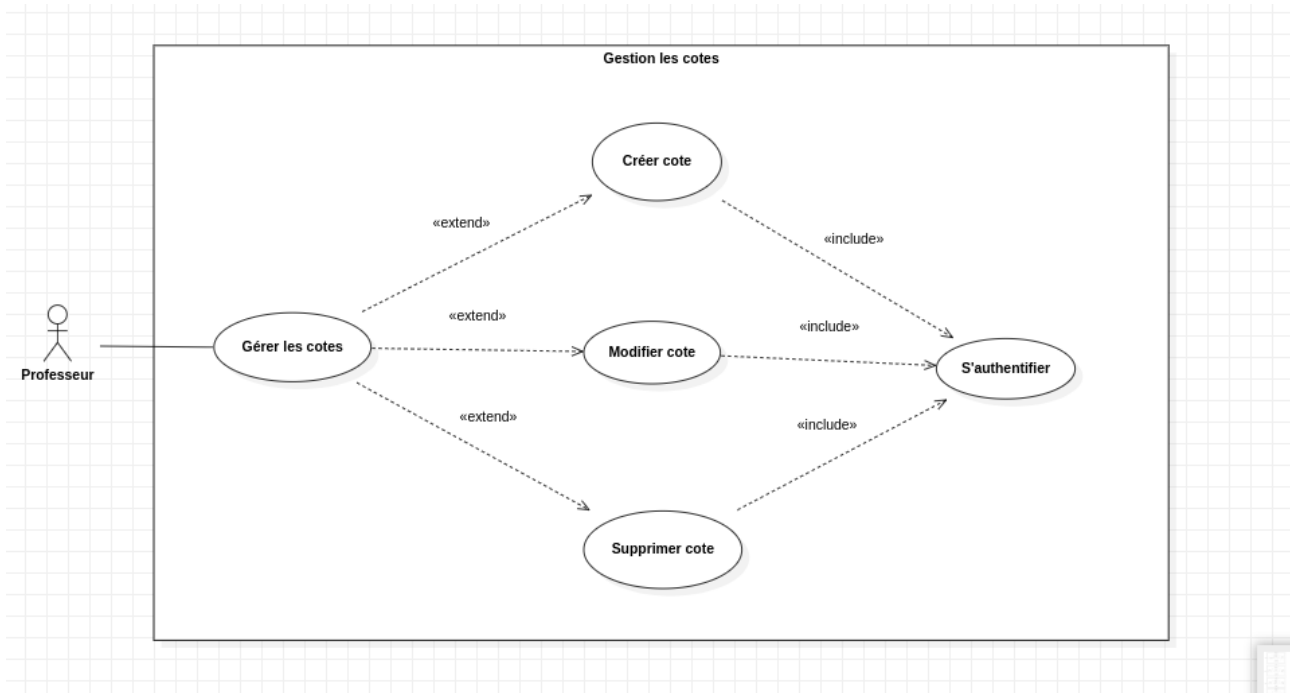 Gestion les cotes
Créer cote
«extend»
«include»
«extend»
«include»
Gérer les cotes
Modifier cote
S'authentifier
Professeur
«extend»
«include»
Supprimer cote